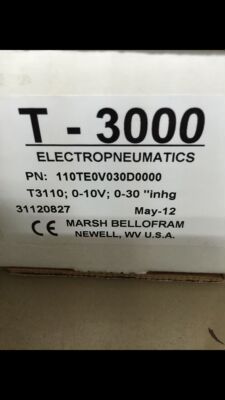 T - 3000
ELECTROPNEUMATICS
PN: 110TE0V030D0000
T3110; 0-10V; 0-30 "inhg
31120827 May-12
CE MARSH BELLOFRAM
NEWELL, WV U.S.A.